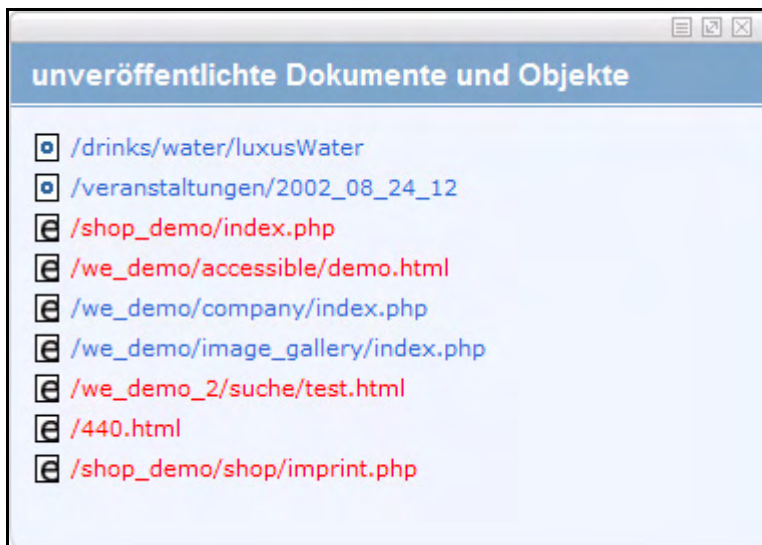 unveröffentlichte Dokumente und Objekte
/drinks/water/luxusWater
/veranstaltungen/2002_08_24_12
/shop_demo/index.php
/we_demo/accessible/demo.html
/we_demo/company/index.php
/we_demo/image_gallery/index.php
/we_demo_2/suche/test.html
/440.html
/shop_demo/shop/imprint.php